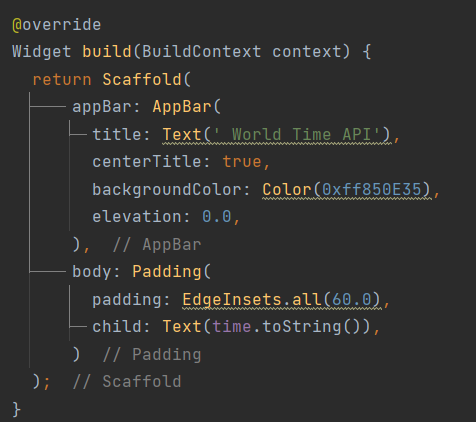 @override
Widget build(BuildContext context) {
  return Scaffold(
      appBar: AppBar(
        title: Text(' World Time API'),
        centerTitle: true,
        backgroundColor: Color(0xff850E35),
        elevation: 0.0,
      ),  // AppBar
      body: Padding(
        padding: EdgeInsets.all(60.0),
        child: Text(time.toString()),
      )  // Padding
  );  // Scaffold
}